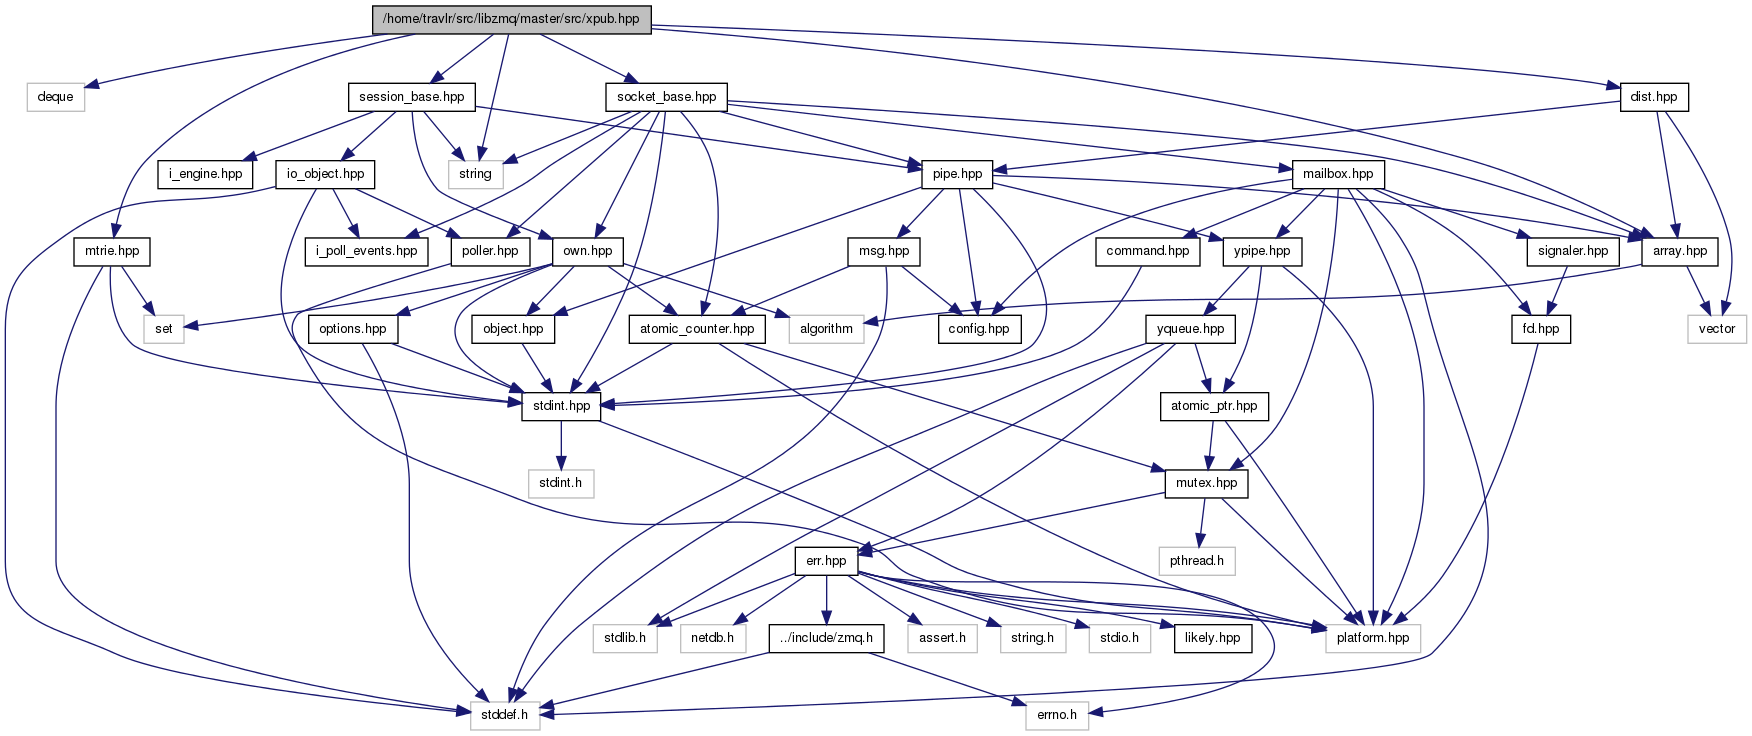 /home/travlr/src/libzmq/master/src/xpub.hpp
deque
session_base.hpp
socket_base.hpp
dist.hpp
i_engine.hpp
io_object.hpp
string
pipe.hpp
mailbox.hpp
mtrie.hpp
i_poll_events.hpp
poller.hpp
own.hpp
msg.hpp
command.hpp
ypipe.hpp
signaler.hpp
array.hpp
set
options.hpp
object.hpp
atomic_counter.hpp
algorithm
config.hpp
yqueue.hpp
fd.hpp
vector
stdint.hpp
atomic_ptr.hpp
stdint.h
mutex.hpp
err.hpp
pthread.h
stdlib.h
netdb.h
../include/zmq.h
assert.h
string.h
stdio.h
likely.hpp
platform.hpp
stddef.h
errno.h